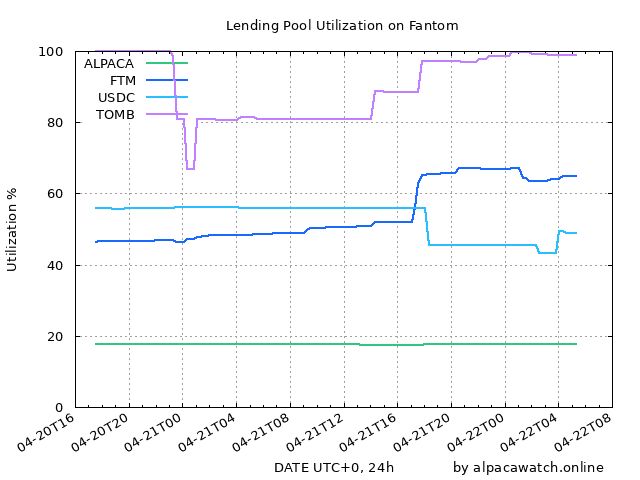 Lending Pool Utilization on Fantom
100
80
60
40
20
0
Utilization %
ALPACA
FTM
USDC
TOMB
04-20T16
04-20T20
04-21T00
04-21T04
04-21T08
04-21T12
04-21T16
04-21T20
04-22T00
04-22T04
04-22T08
DATE UTC+0, 24h
by alpacawatch.online